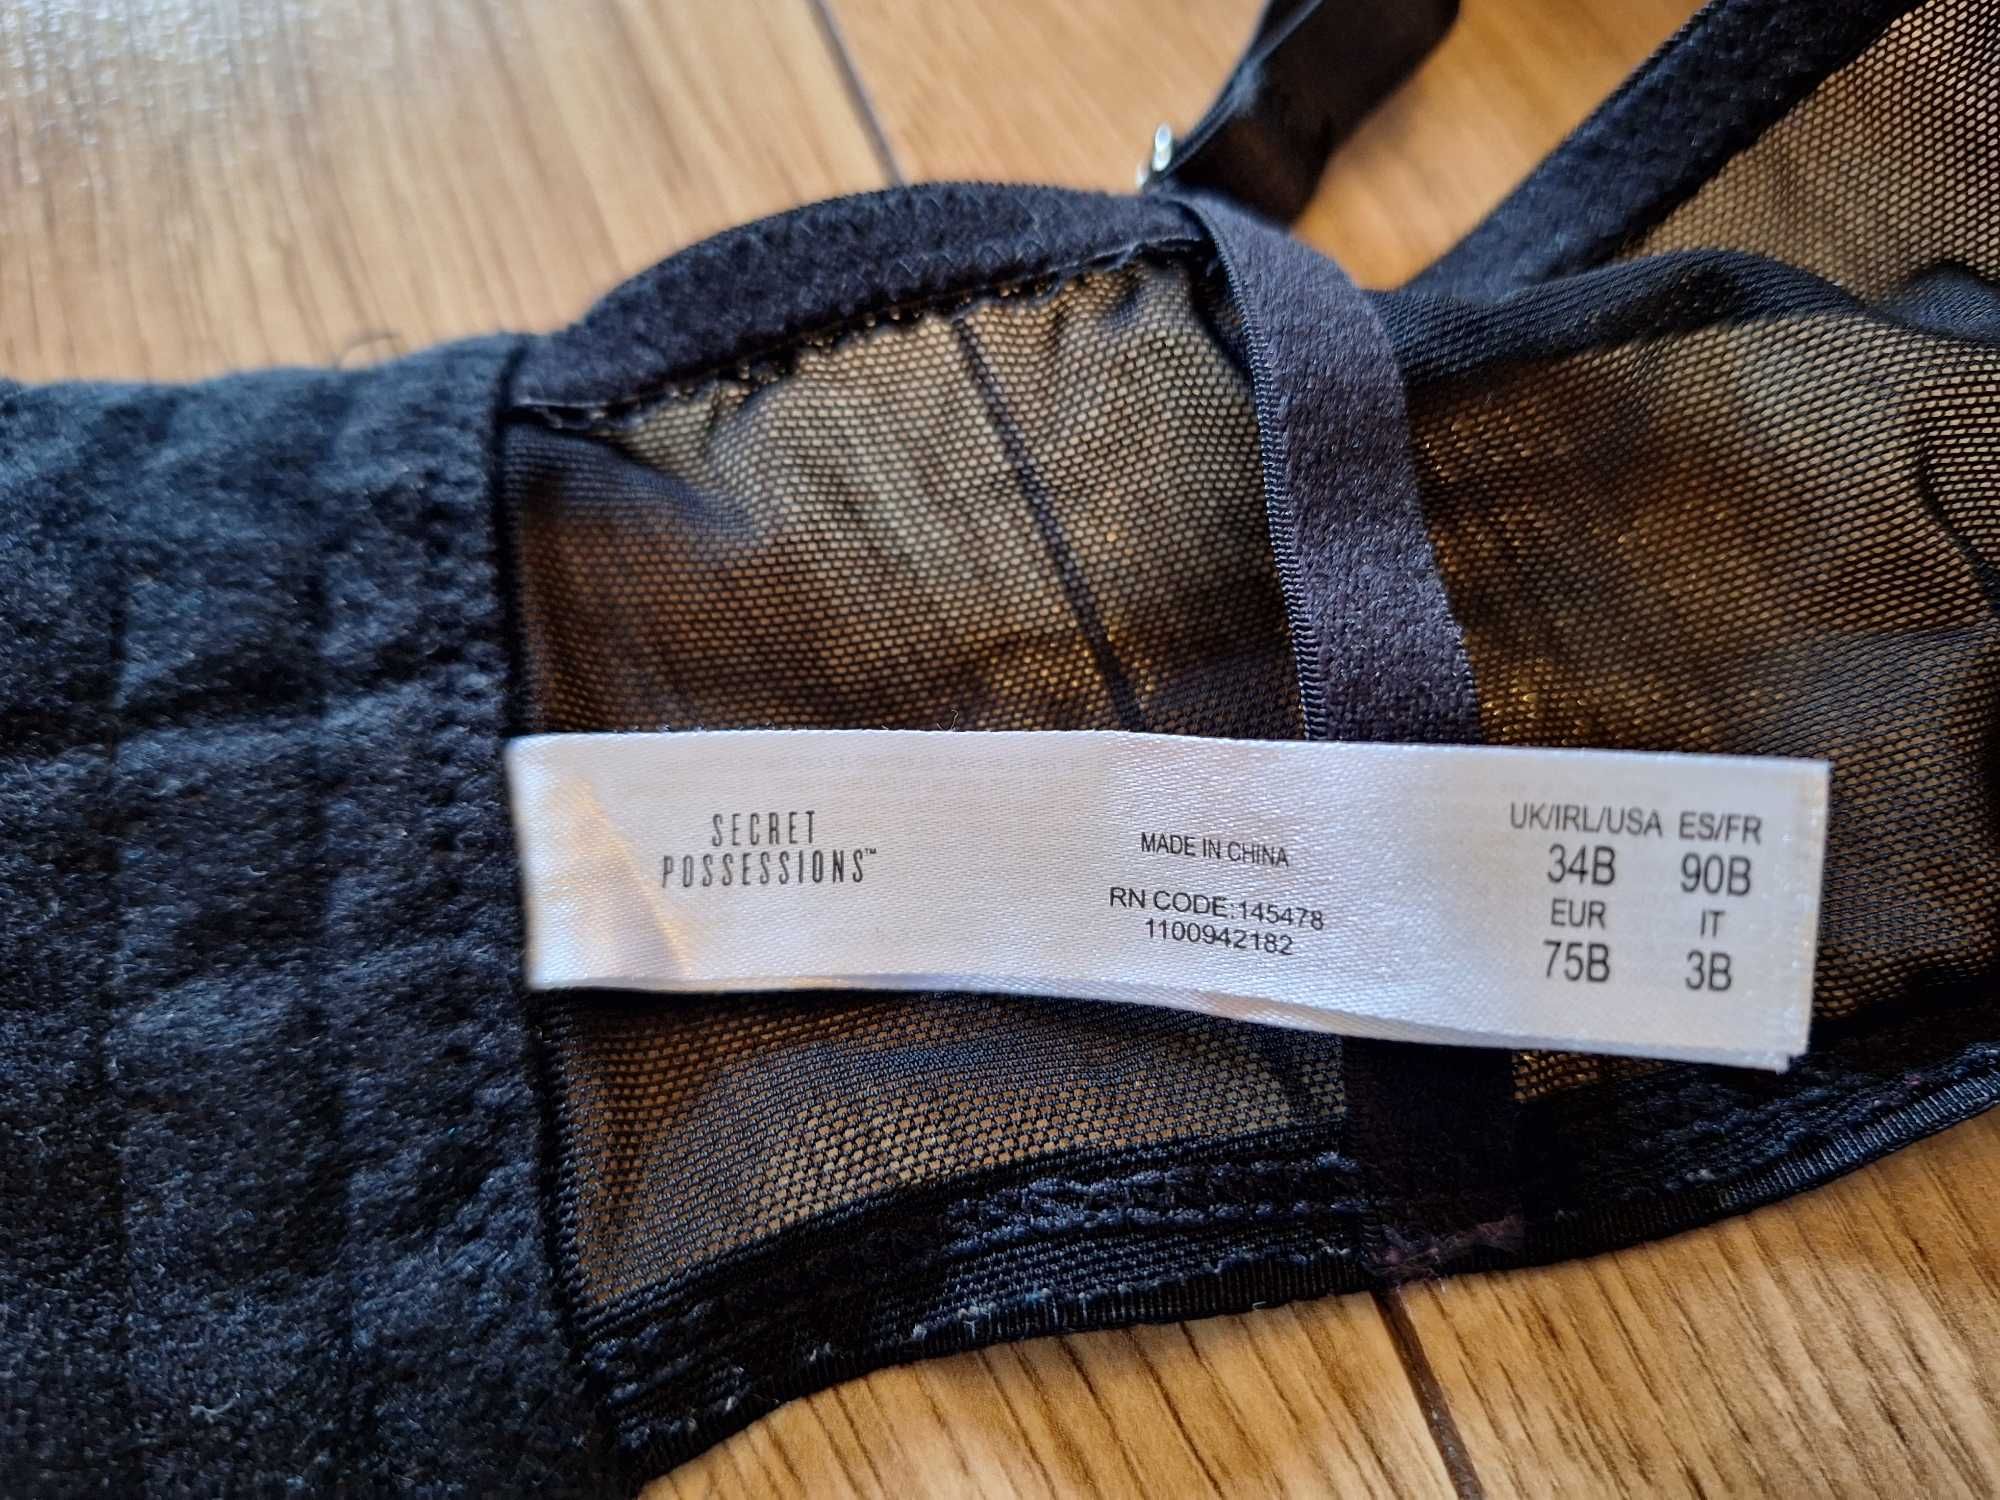 SECRET
POSSESSIONS™
MADE IN CHINA
RN CODE:145478
1100942182
UK/IRL/USA ES/FR
34B 90B
EUR IT
75B 3B